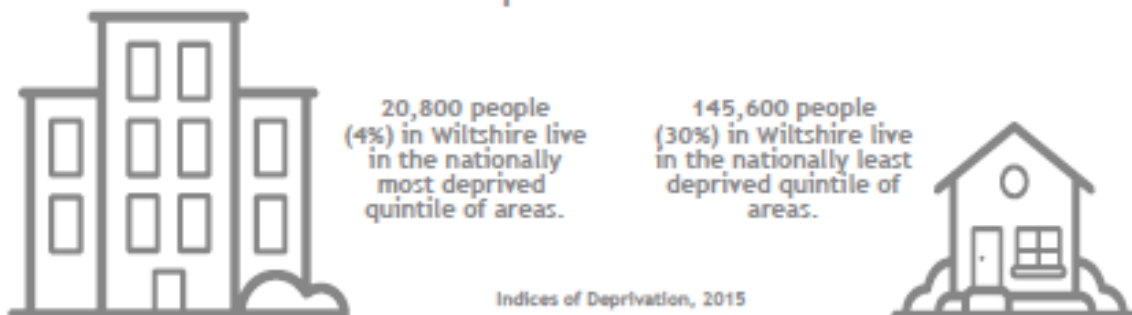 20,800 people
(4%) in Wiltshire live
in the nationally
most deprived
quintile of areas.
145,600 people
(30%) in Wiltshire live
in the nationally least
deprived quintile of
areas.
Indices of Deprivation, 2015